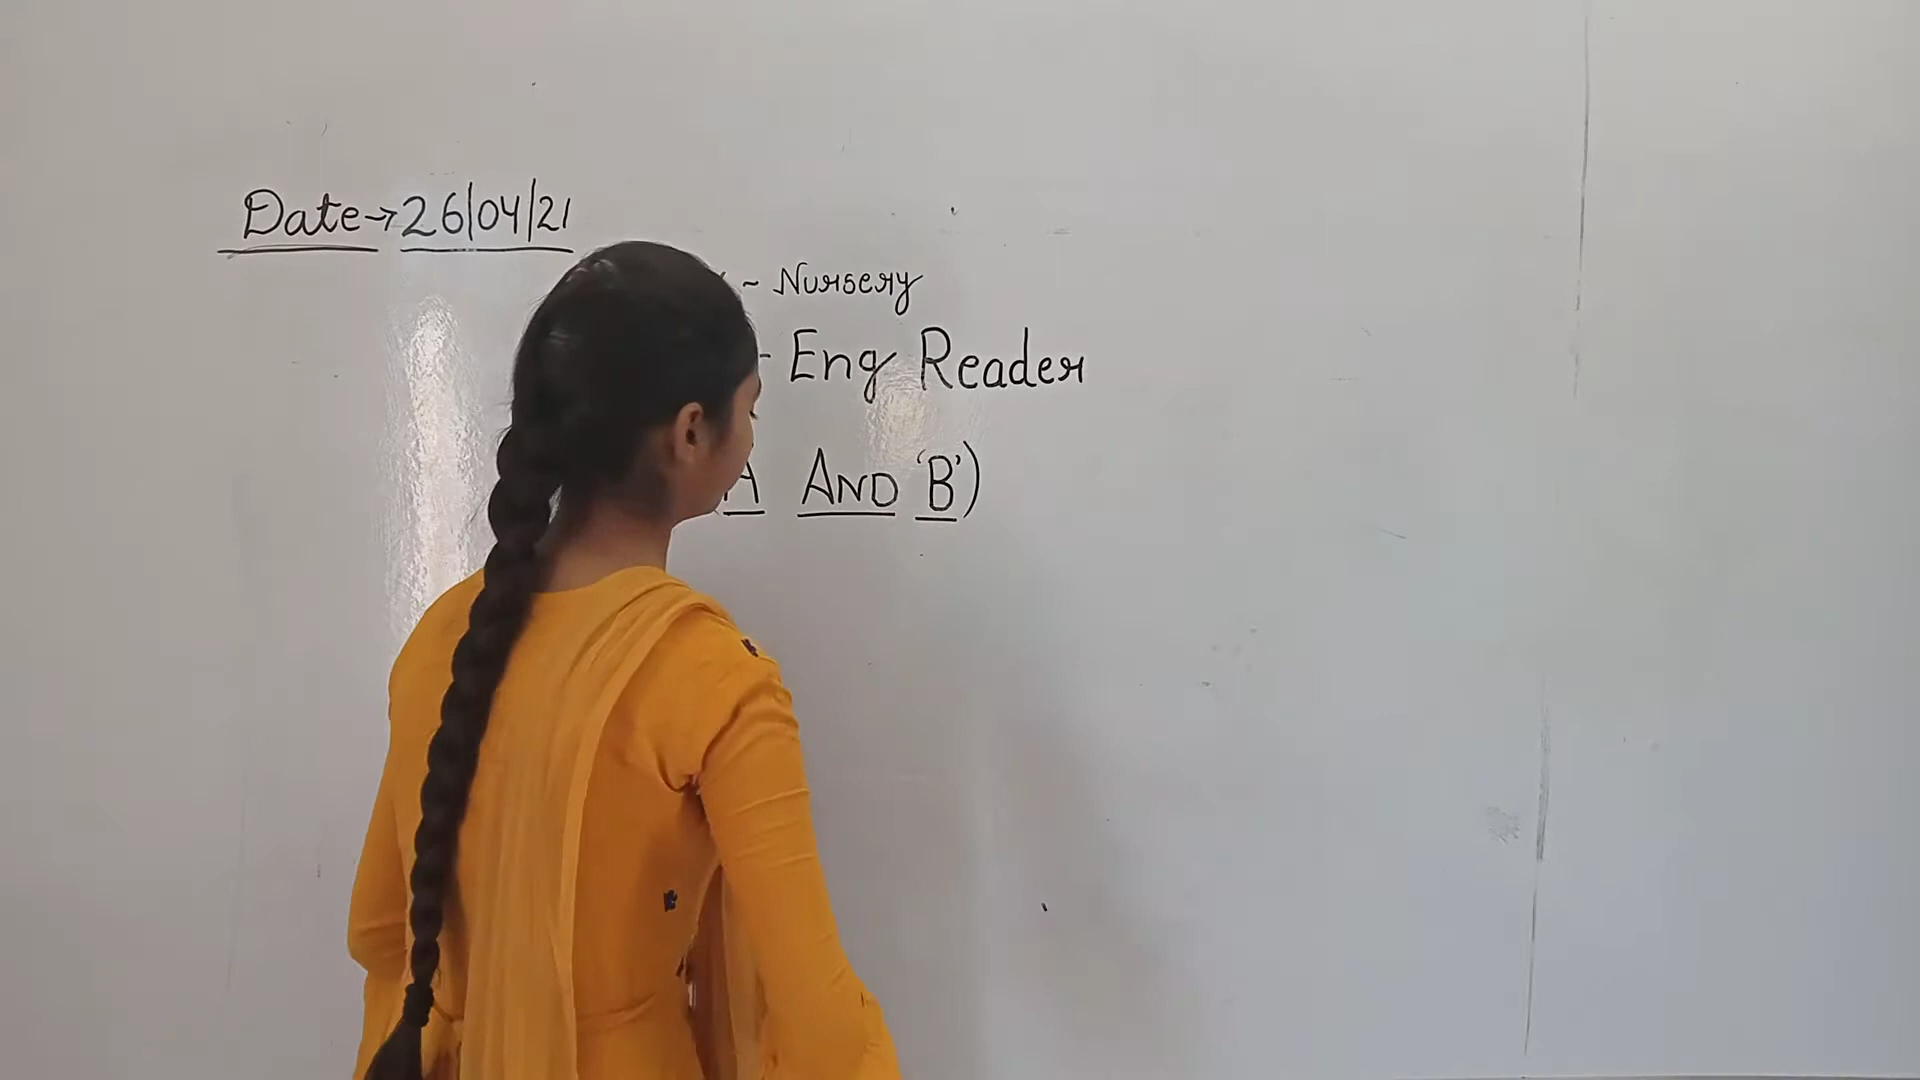 Date→26/04/21
- Nursery
- Eng Reader
A AND 'B')